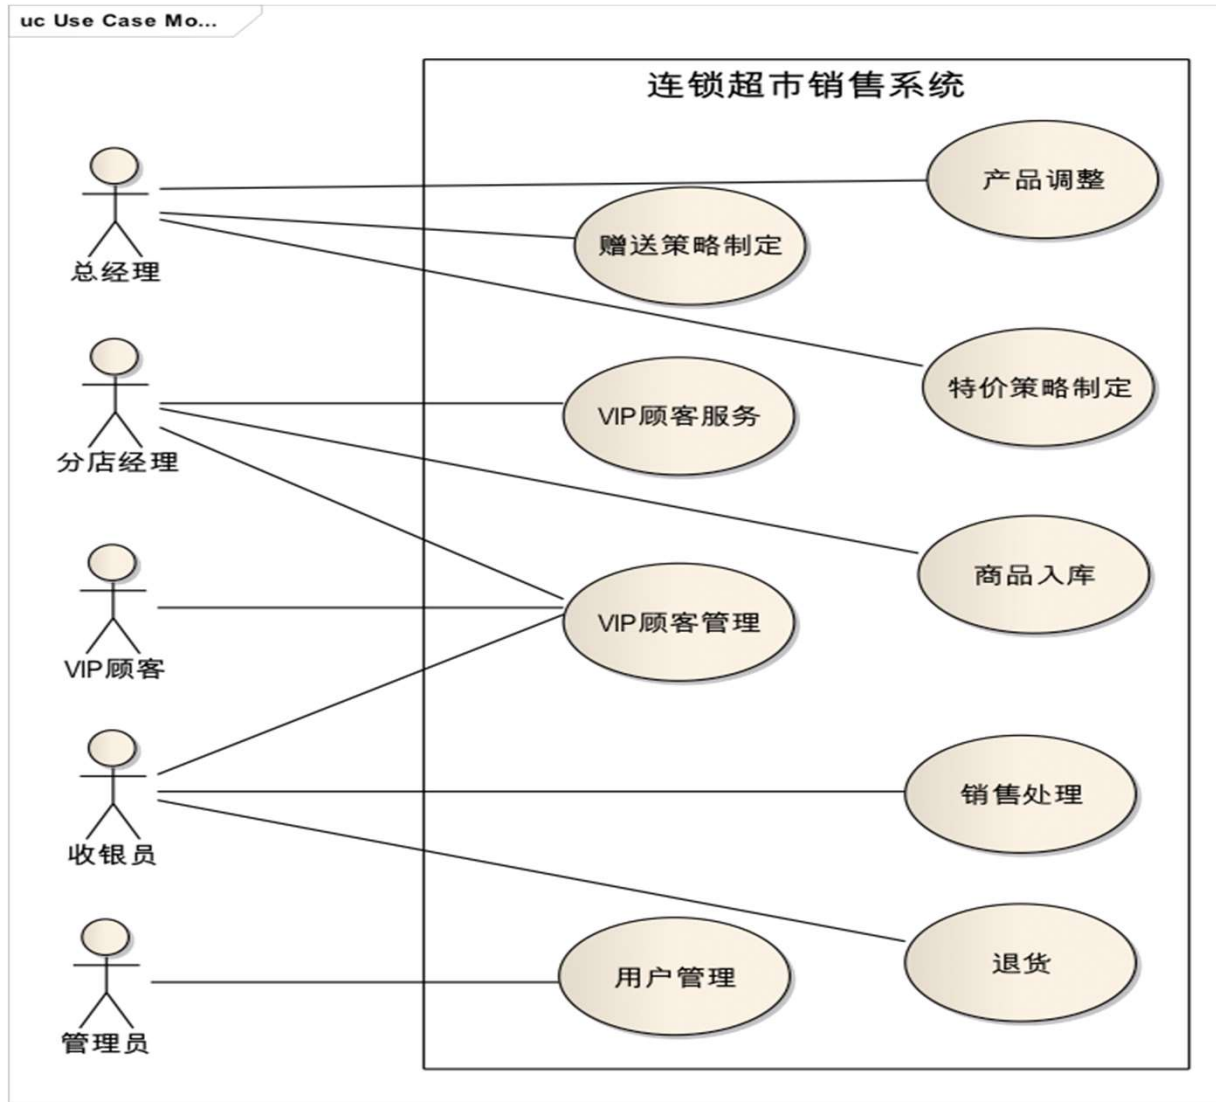 uc Use Case Mo...
连锁超市销售系统
产品调整
赠送策略制定
总经理
特价策略制定
VIP顾客服务
分店经理
商品入库
VIP顾客管理
VIP顾客
销售处理
收银员
退货
用户管理
管理员